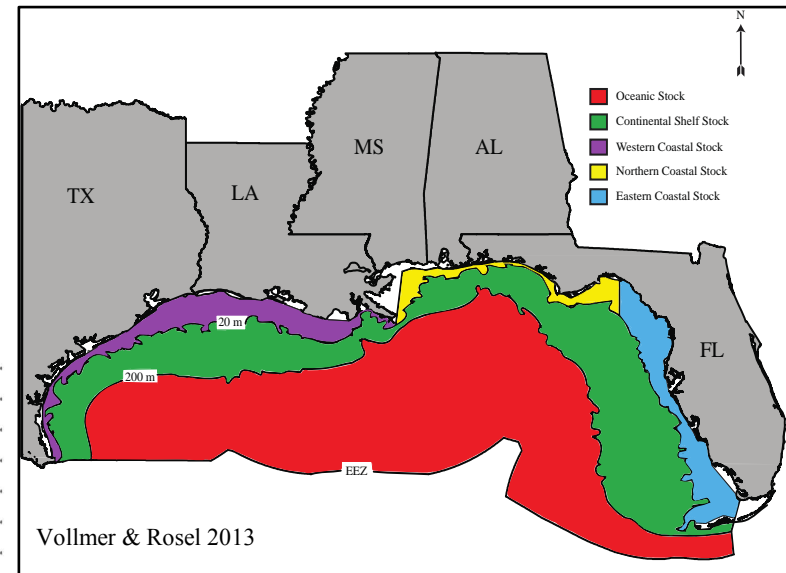 N
Oceanic Stock
Continental Shelf Stock
Western Coastal Stock
Northern Coastal Stock
Eastern Coastal Stock
MS
AL
TX
LA
FL
20 m
200 m
EEZ
Vollmer & Rosel 2013